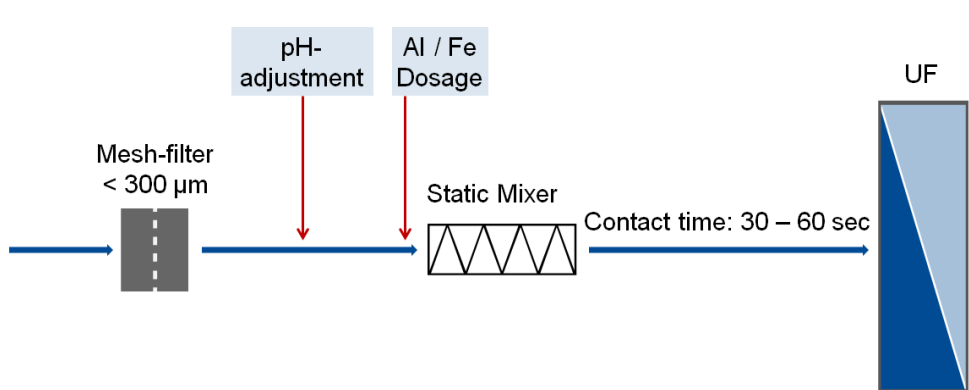 pH-
adjustment
Al / Fe
Dosage
UF
Mesh-filter
< 300 µm
Static Mixer
Contact time: 30 – 60 sec